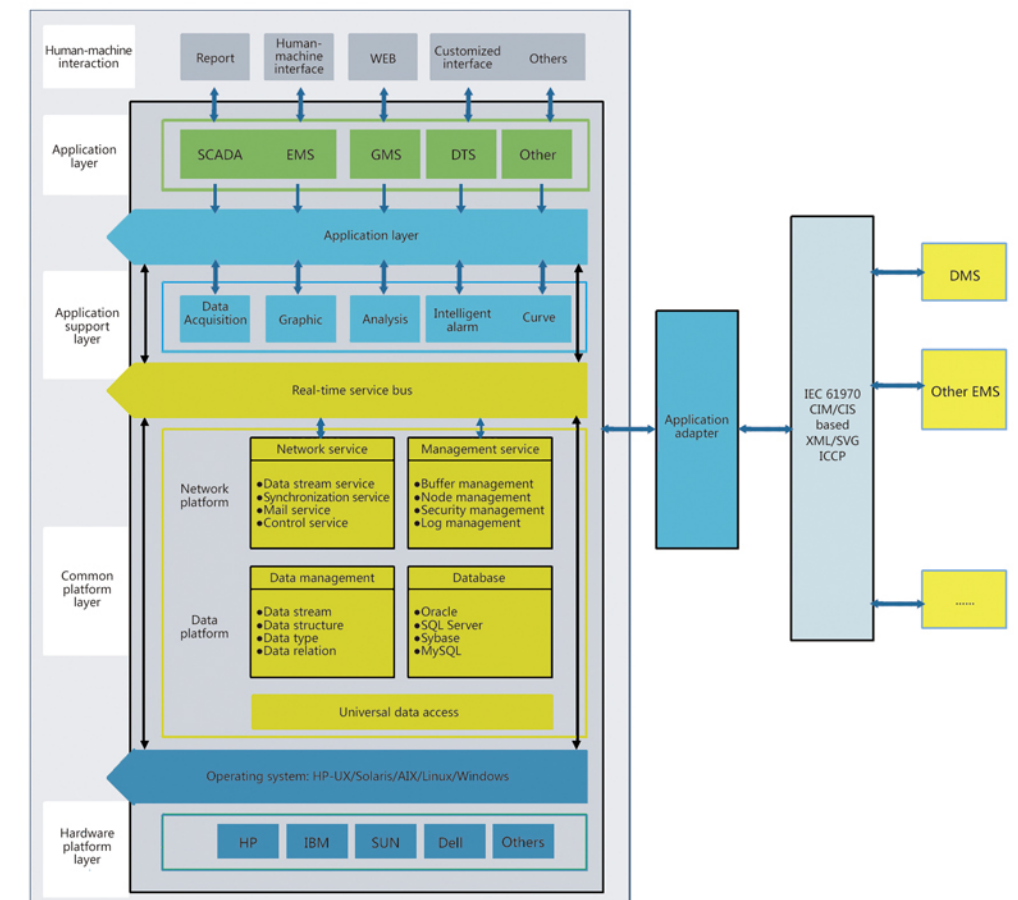 Human-machine
interaction
Report
Human-
machine
interface
WEB
Customized
interface
Others
Application
layer
SCADA
EMS
GMS
DTS
Other
Application layer
Application
support
layer
Data
Acquisition
Graphic
Analysis
Intelligent
alarm
Curve
Real-time service bus
Common
platform
layer
Network
platform
Network service
●Data stream service
●Synchronization service
●Mail service
●Control service
Management service
●Buffer management
●Node management
●Security management
●Log management
Data
platform
Data management
●Data stream
●Data structure
●Data type
●Data relation
Database
●Oracle
●SQL Server
●Sybase
●MySQL
Universal data access
Operating system: HP-UX/Solaris/AIX/Linux/Windows
Hardware
platform
layer
HP
IBM
SUN
Dell
Others
Application
adapter
IEC 61970
CIM/CIS
based
XML/SVG
ICCP
DMS
Other EMS
......